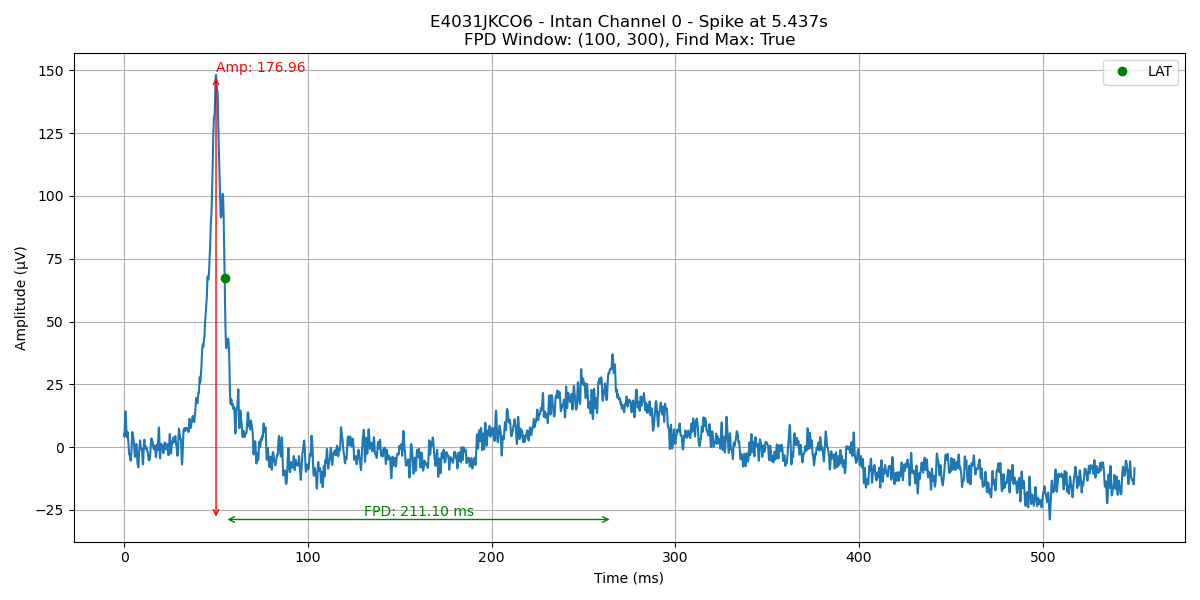 E4031JKCO6 - Intan Channel 0 - Spike at 5.437s
FPD Window: (100, 300), Find Max: True
Amp: 176.96
LAT
150
125
100
75
50
25
0
−25
Amplitude (µV)
FPD: 211.10 ms
0 100 200 300 400 500
Time (ms)